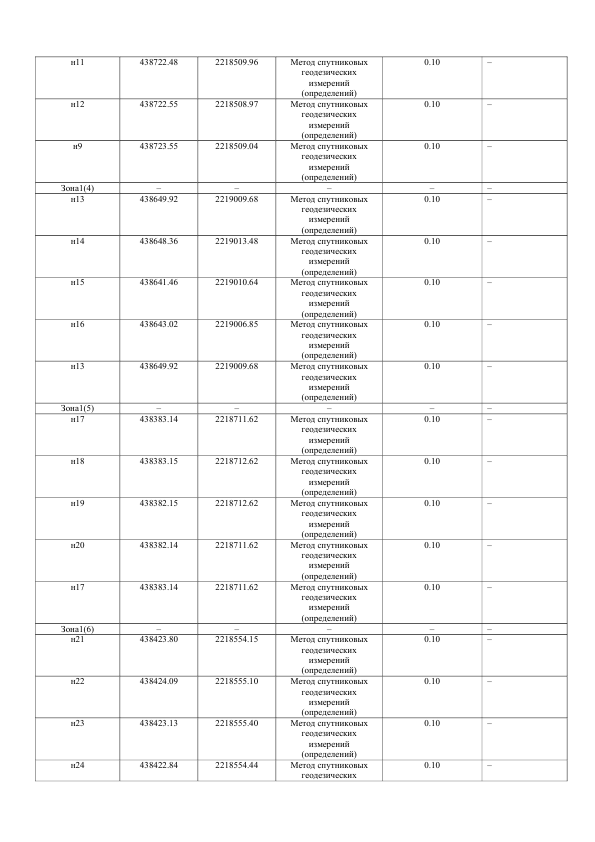 н11 438722.48 2218509.96 Метод спутниковых 0.10 –
геодезических
измерений
(определений)
н12 438722.55 2218508.97 Метод спутниковых 0.10 –
геодезических
измерений
(определений)
н9 438723.55 2218509.04 Метод спутниковых 0.10 –
геодезических
измерений
(определений)
Зона1(4) – – – – –
н13 438649.92 2219009.68 Метод спутниковых 0.10 –
геодезических
измерений
(определений)
н14 438648.36 2219013.48 Метод спутниковых 0.10 –
геодезических
измерений
(определений)
н15 438641.46 2219010.64 Метод спутниковых 0.10 –
геодезических
измерений
(определений)
н16 438643.02 2219006.85 Метод спутниковых 0.10 –
геодезических
измерений
(определений)
н13 438649.92 2219009.68 Метод спутниковых 0.10 –
геодезических
измерений
(определений)
Зона1(5) – – – – –
н17 438383.14 2218711.62 Метод спутниковых 0.10 –
геодезических
измерений
(определений)
н18 438383.15 2218712.62 Метод спутниковых 0.10 –
геодезических
измерений
(определений)
н19 438382.15 2218712.62 Метод спутниковых 0.10 –
геодезических
измерений
(определений)
н20 438382.14 2218711.62 Метод спутниковых 0.10 –
геодезических
измерений
(определений)
н17 438383.14 2218711.62 Метод спутниковых 0.10 –
геодезических
измерений
(определений)
Зона1(6) – – – – –
н21 438423.80 2218554.15 Метод спутниковых 0.10 –
геодезических
измерений
(определений)
н22 438424.09 2218555.10 Метод спутниковых 0.10 –
геодезических
измерений
(определений)
н23 438423.13 2218555.40 Метод спутниковых 0.10 –
геодезических
измерений
(определений)
н24 438422.84 2218554.44 Метод спутниковых 0.10 –
геодезических